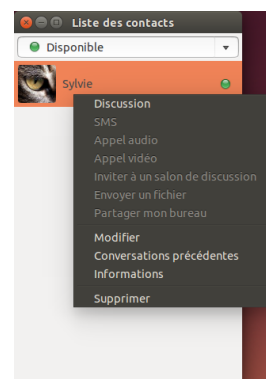 Liste des contacts
Disponible
Sylvie
Discussion
SMS
Appel audio
Appel vidéo
Inviter à un salon de discussion
Envoyer un fichier
Partager mon bureau
Modifier
Conversations précédentes
Informations
Supprimer